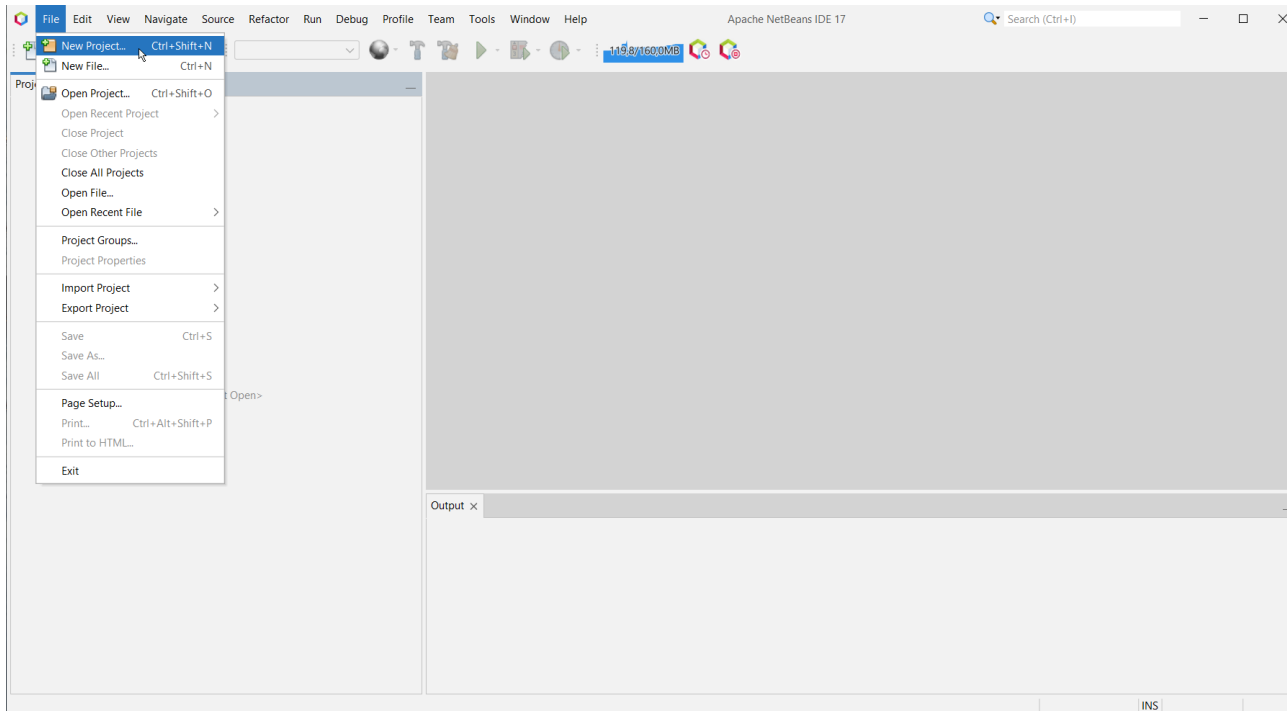 File Edit View Navigate Source Refactor Run Debug Profile Team Tools Window Help Apache NetBeans IDE 17 Search (Ctrl+I)
New Project... Ctrl+Shift+N
119,8/160,0MB
New File... Ctrl+N
Proj
Open Project... Ctrl+Shift+O
Open Recent Project
Close Project
Close Other Projects
Close All Projects
Open File...
Open Recent File
Project Groups...
Project Properties
Import Project
Export Project
Save Ctrl+S
Save As...
Save All Ctrl+Shift+S
t Open>
Page Setup...
Print... Ctrl+Alt+Shift+P
Print to HTML...
Exit
Output
INS